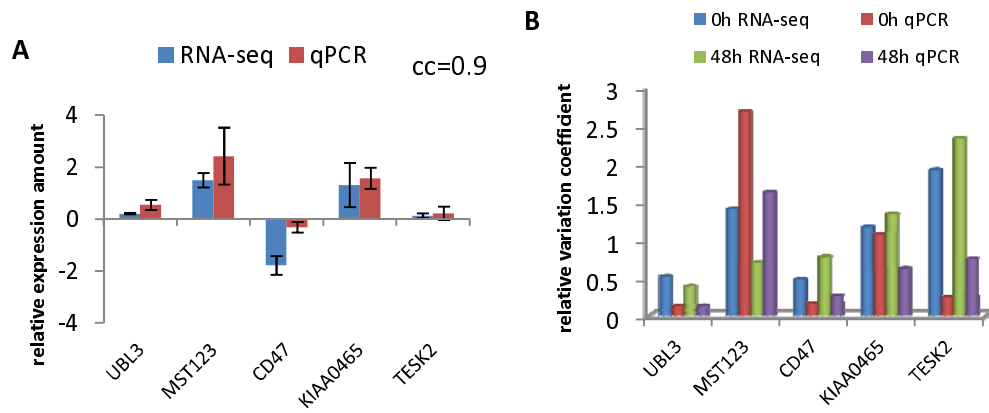 A
RNA-seq qPCR
cc=0.9
relative expression amount
4
2
0
-2
-4
UBL3
MST123
CD47
KIAA0465
TESK2
B
0h RNA-seq 0h qPCR
48h RNA-seq 48h qPCR
relative variation coefficient
3
2.5
2
1.5
1
0.5
0
UBL3
MST123
CD47
KIAA0465
TESK2